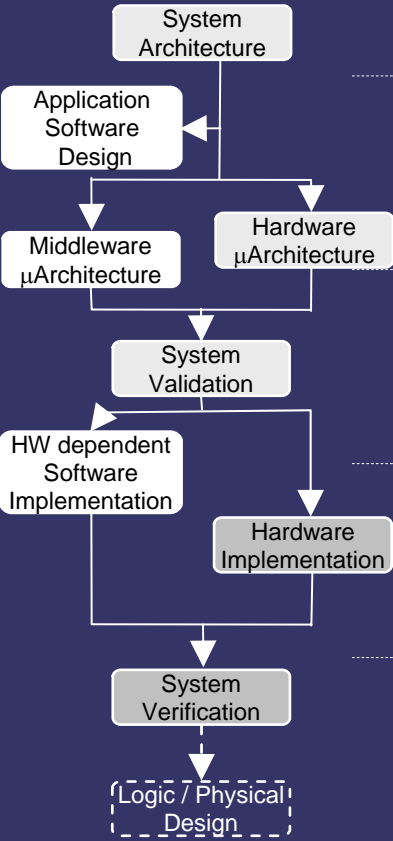 System
Architecture
Application
Software
Design
Middleware
μArchitecture
Hardware
μArchitecture
System
Validation
HW dependent
Software
Implementation
Hardware
Implementation
System
Verification
Logic / Physical
Design